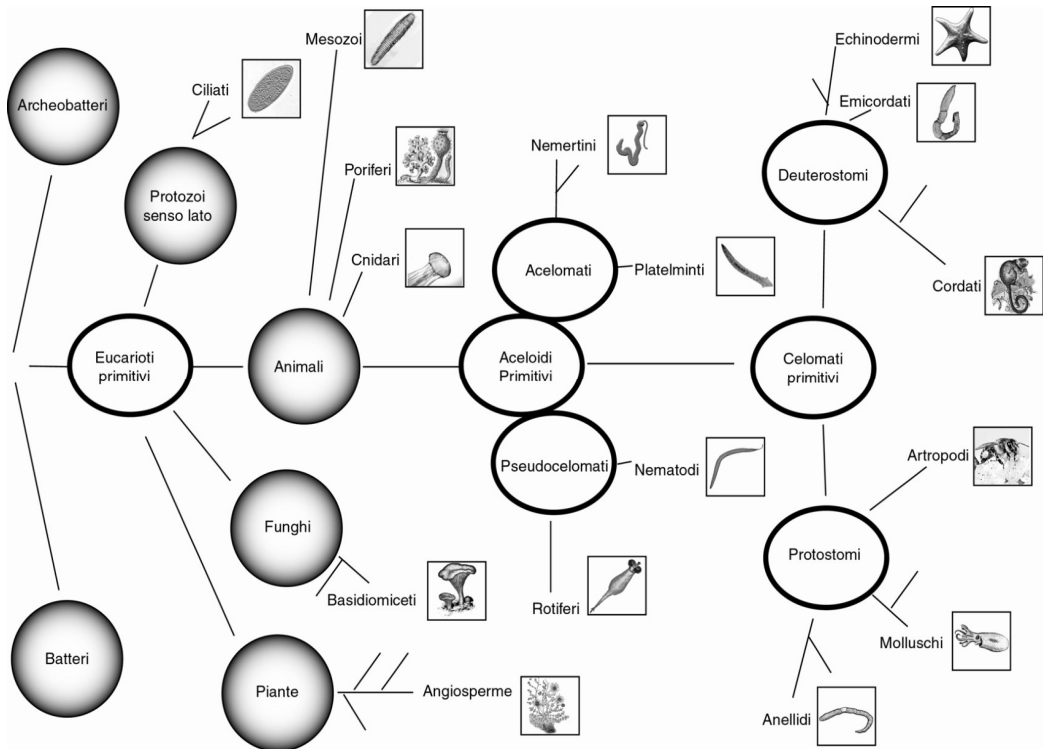 Mesozoi
Echinodermi
Ciliati
Archeobatteri
Emicordati
Nemertini
Poriferi
Deuterostomi
Protozoi
senso lato
Cnidari
Acelomati
Platelminti
Cordati
Eucarioti
primitivi
Animali
Aceloidi
Primitivi
Celomati
primitivi
Pseudocelomati
Nematodi
Artropodi
Funghi
Protostomi
Basidiomiceti
Rotiferi
Molluschi
Batteri
Piante
Angiosperme
Anellidi